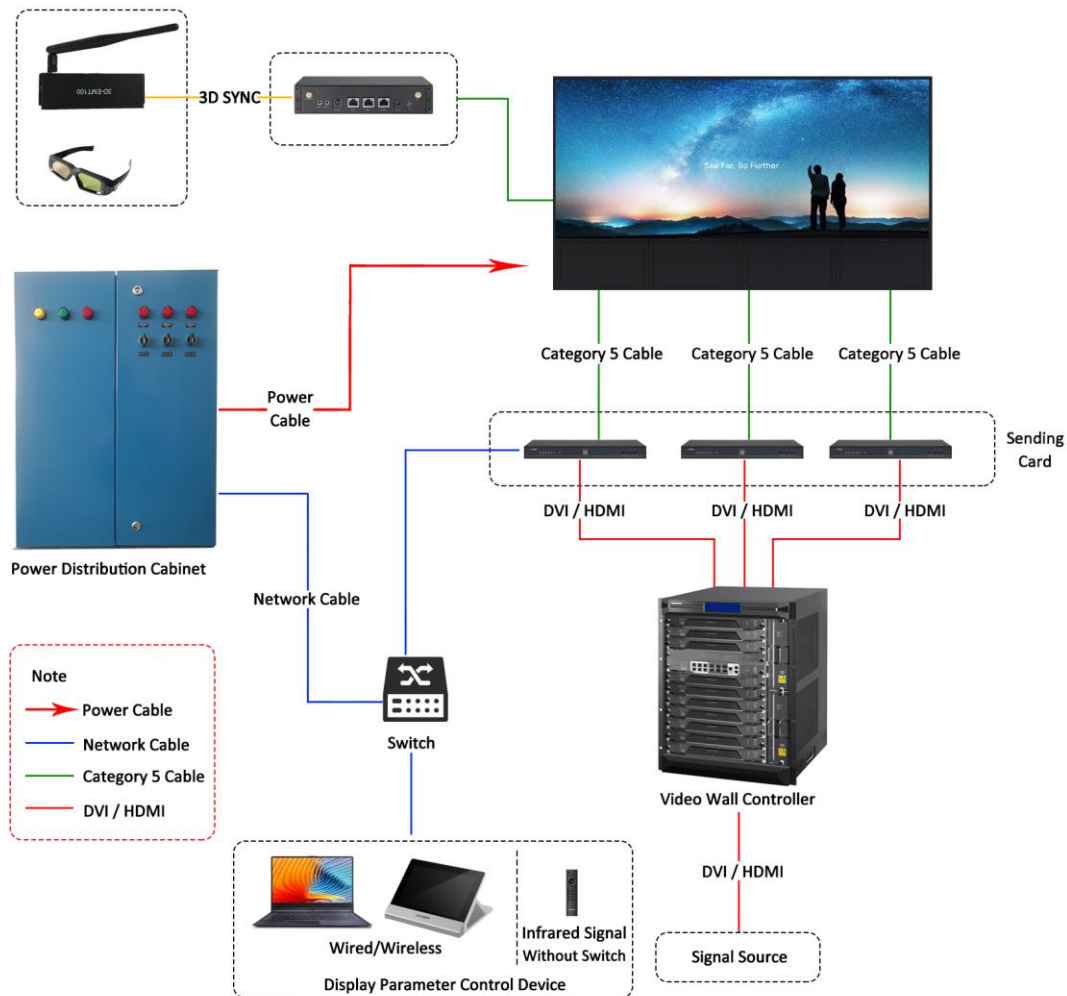 3D-EMT100
3D SYNC
See Far, Go Further
Category 5 Cable
Category 5 Cable
Category 5 Cable
Power
Cable
Sending
Card
DVI / HDMI
DVI / HDMI
DVI / HDMI
Power Distribution Cabinet
Network Cable
Note
Power Cable
Network Cable
Category 5 Cable
DVI / HDMI
Switch
Video Wall Controller
DVI / HDMI
Wired/Wireless
Infrared Signal
Without Switch
Display Parameter Control Device
Signal Source